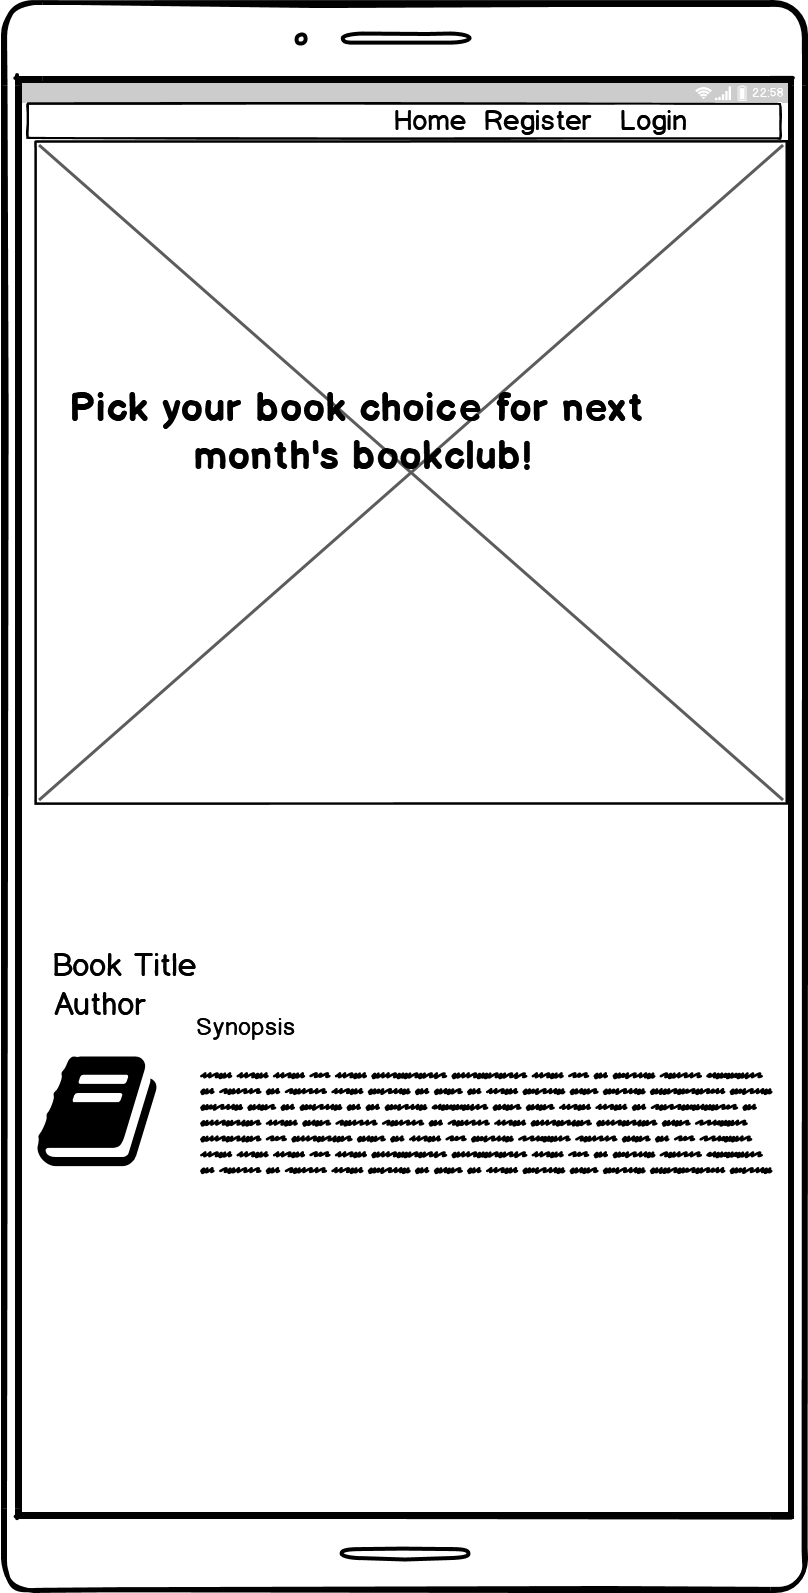 22:58
Home Register Login
Pick your book choice for next
month's bookclub!
Book Title
Author
Synopsis